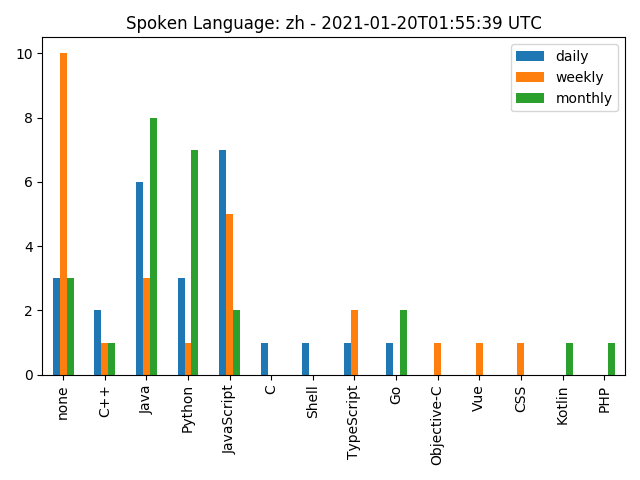 Spoken Language: zh - 2021-01-20T01:55:39 UTC
daily
weekly
monthly
10
8
6
4
2
0
none
C++
Java
Python
JavaScript
C
Shell
TypeScript
Go
Objective-C
Vue
CSS
Kotlin
PHP